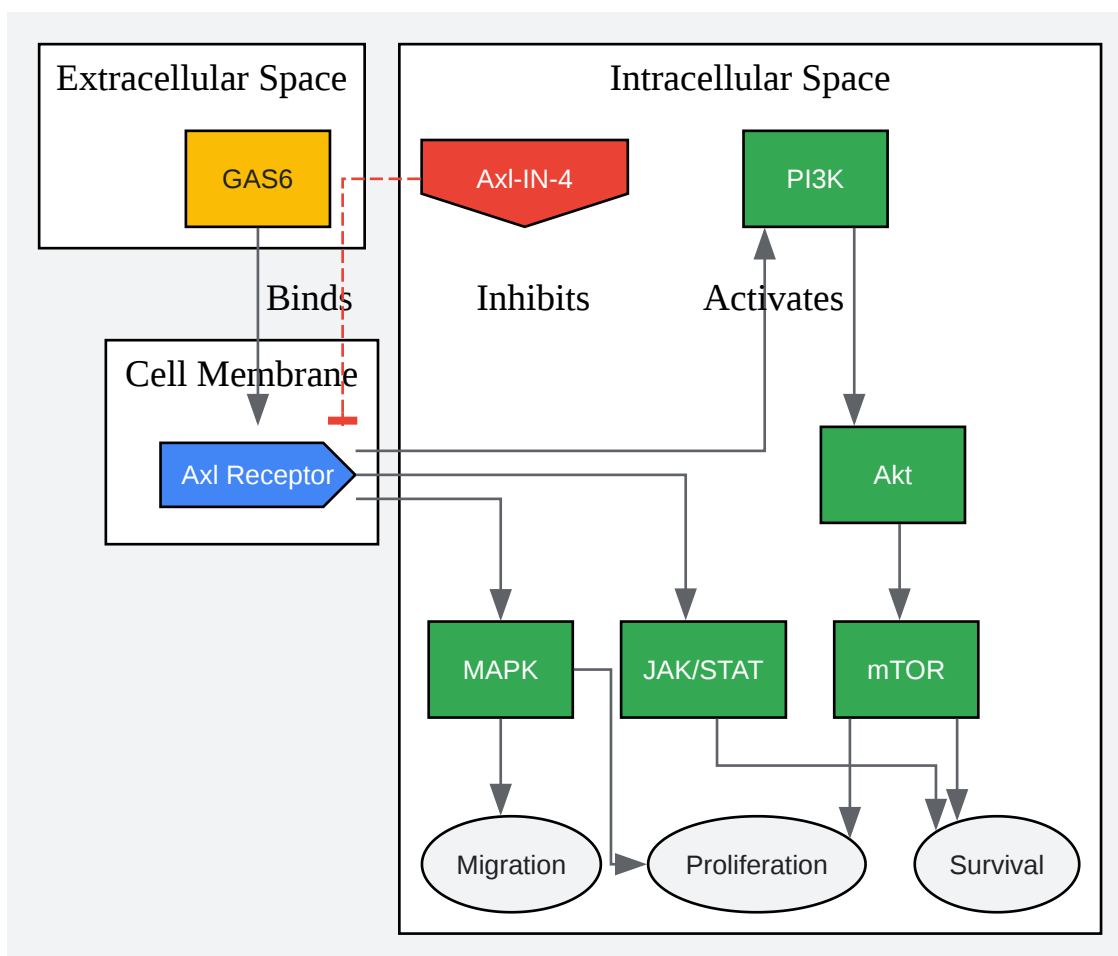 Extracellular Space
Intracellular Space
GAS6
Axl-IN-4
PI3K
Binds
Inhibits
Activates
Cell Membrane
Axl Receptor
Akt
MAPK
JAK/STAT
mTOR
Migration
Proliferation
Survival